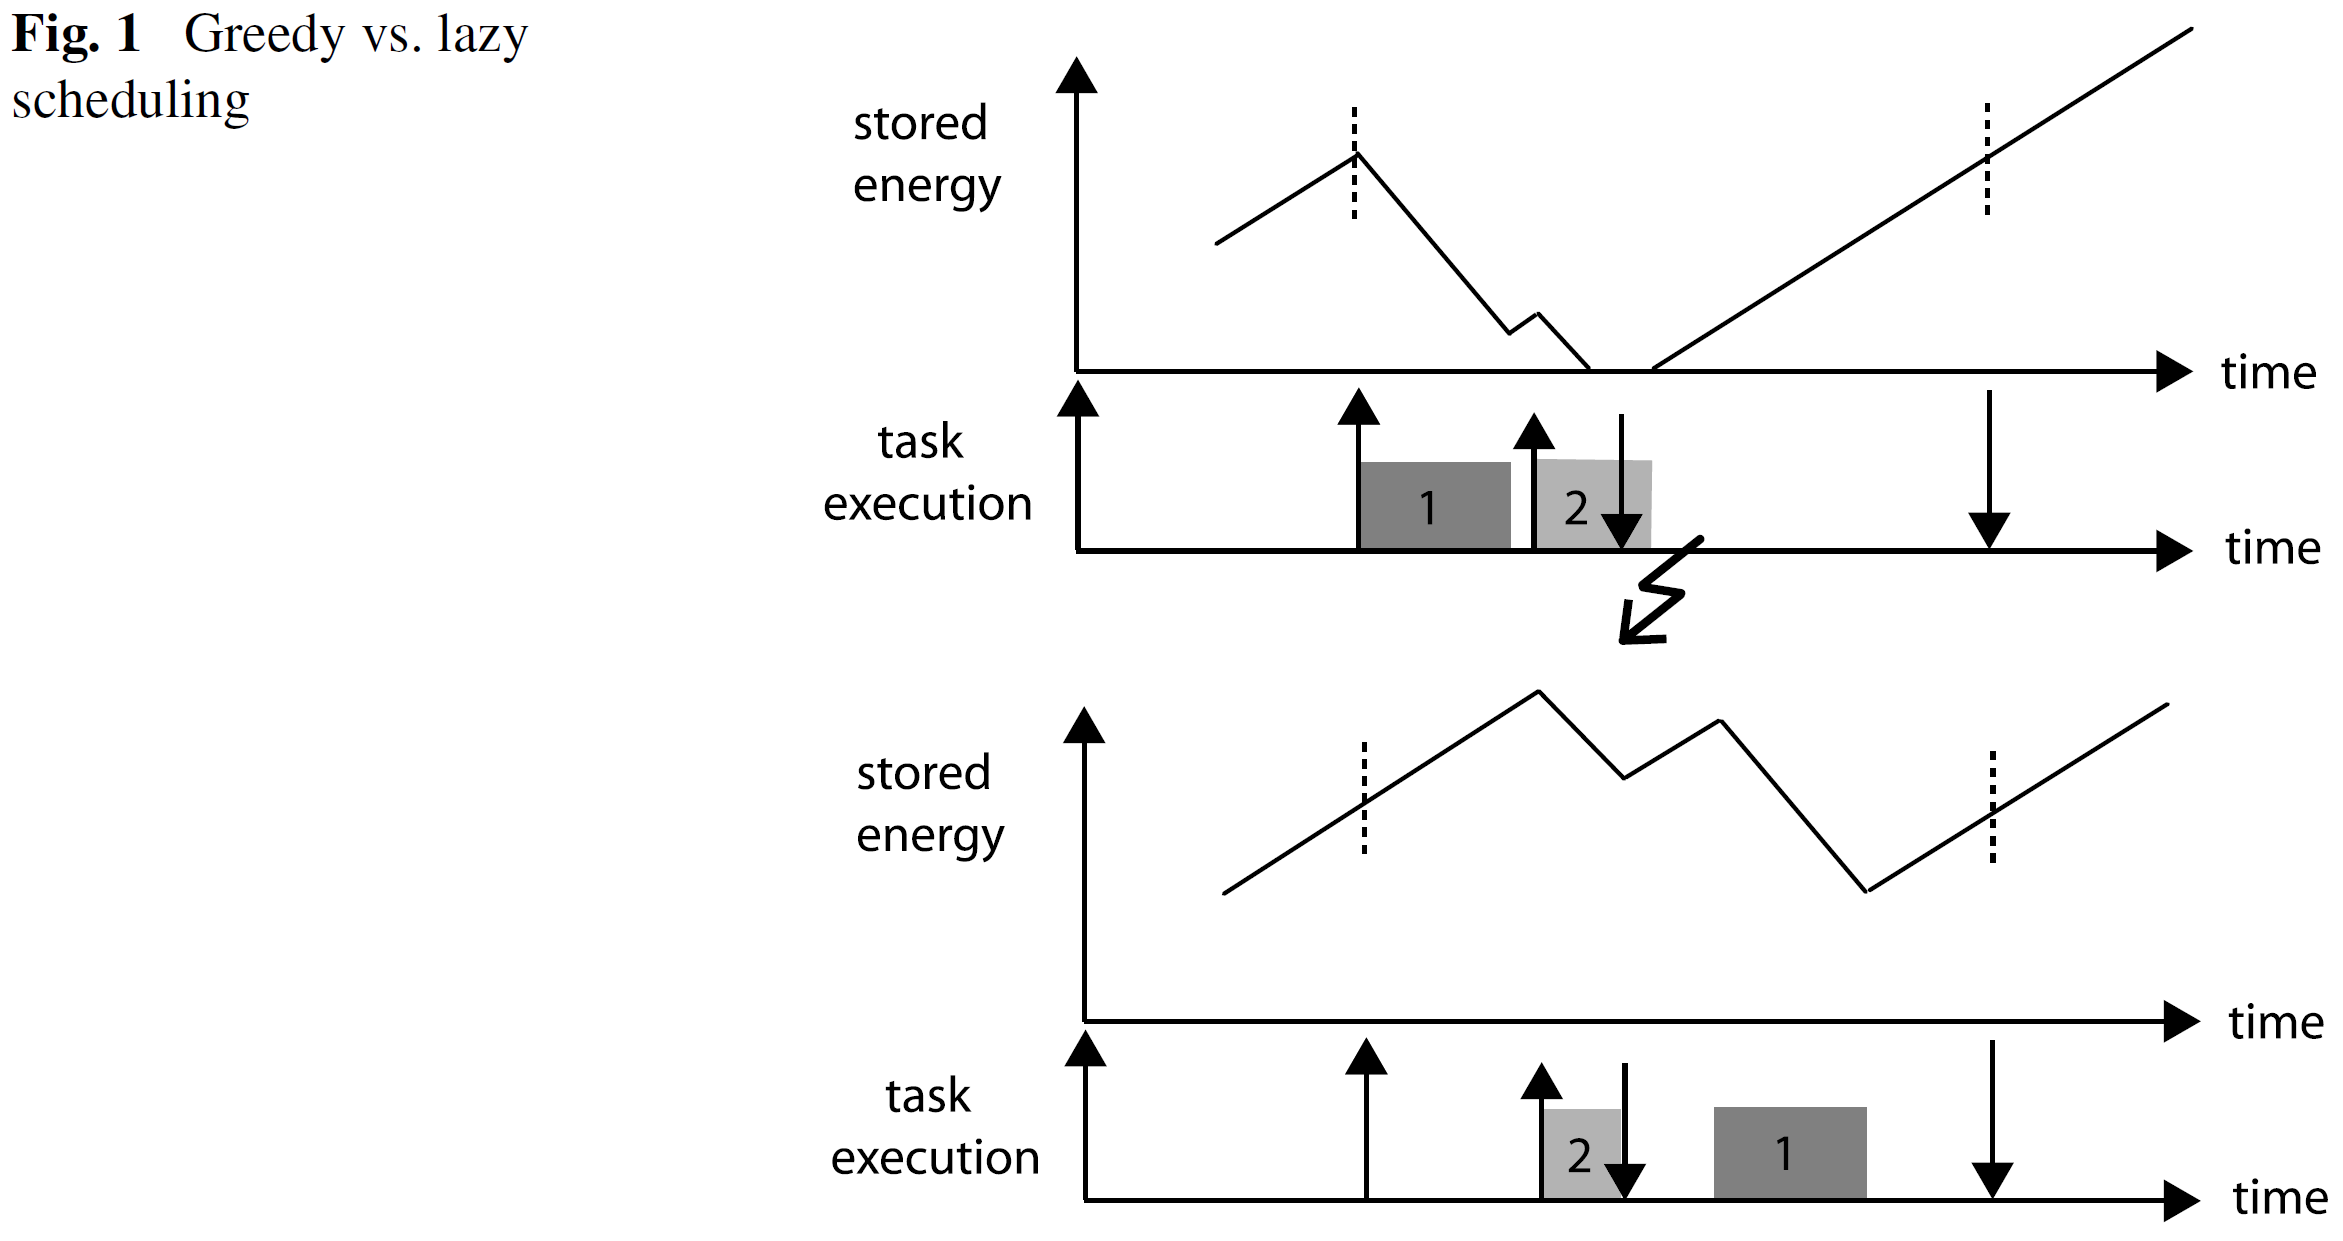 Fig. 1 Greedy vs. lazy
scheduling
stored
energy
time
task
execution
1
2
time
stored
energy
time
task
execution
2
1
time